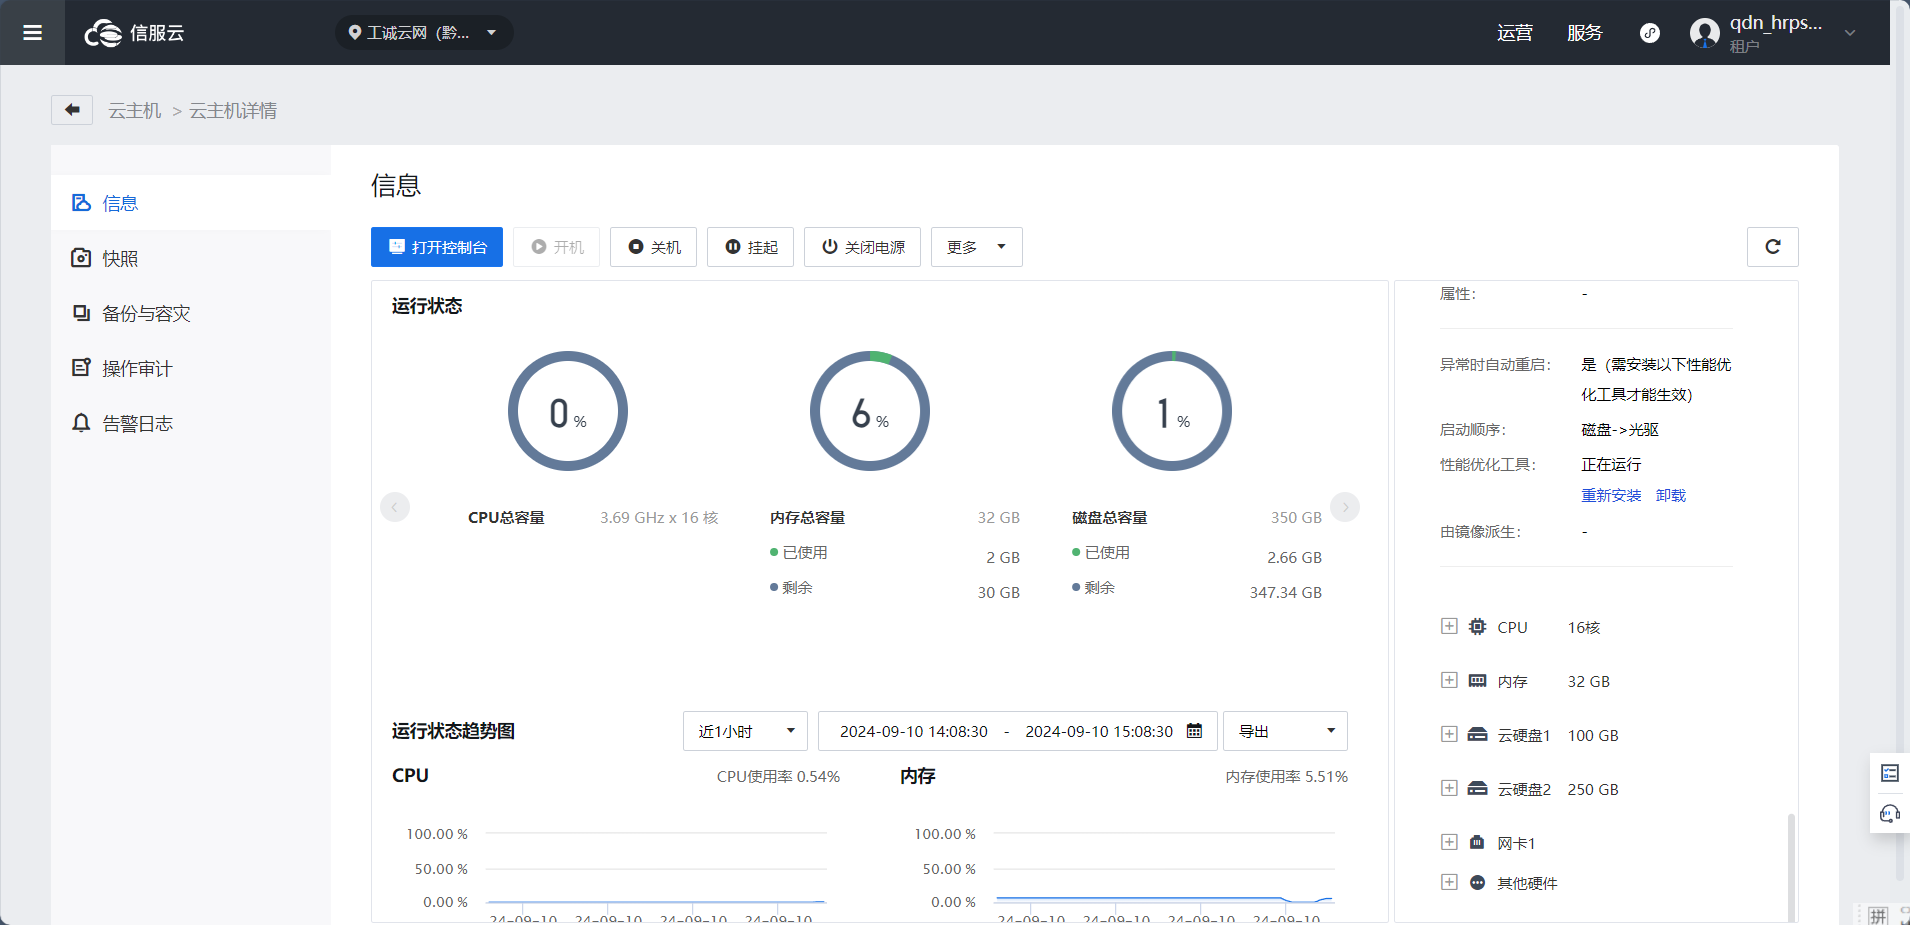 信服云
工诚云网（黔...
运营
服务
qdn_hrps...
租户
云主机 > 云主机详情
信息
快照
备份与容灾
操作审计
告警日志
信息
打开控制台
开机
关机
挂起
关闭电源
更多
运行状态
0 %
6 %
1 %
CPU总容量 3.69 GHz x 16 核
内存总容量 32 GB
已使用 2 GB
剩余 30 GB
磁盘总容量 350 GB
已使用 2.66 GB
剩余 347.34 GB
运行状态趋势图
近1小时
2024-09-10 14:08:30 - 2024-09-10 15:08:30
导出
CPU
CPU使用率 0.54%
100.00 %
50.00 %
0.00 %
24-09-10 24-09-10 24-09-10 24-09-10
内存
内存使用率 5.51%
100.00 %
50.00 %
0.00 %
24-09-10 24-09-10 24-09-10 24-09-10
属性： -
异常时自动重启： 是（需安装以下性能优
化工具才能生效）
启动顺序： 磁盘->光驱
性能优化工具： 正在运行
重新安装 卸载
由镜像派生： -
CPU 16核
内存 32 GB
云硬盘1 100 GB
云硬盘2 250 GB
网卡1
其他硬件
拼